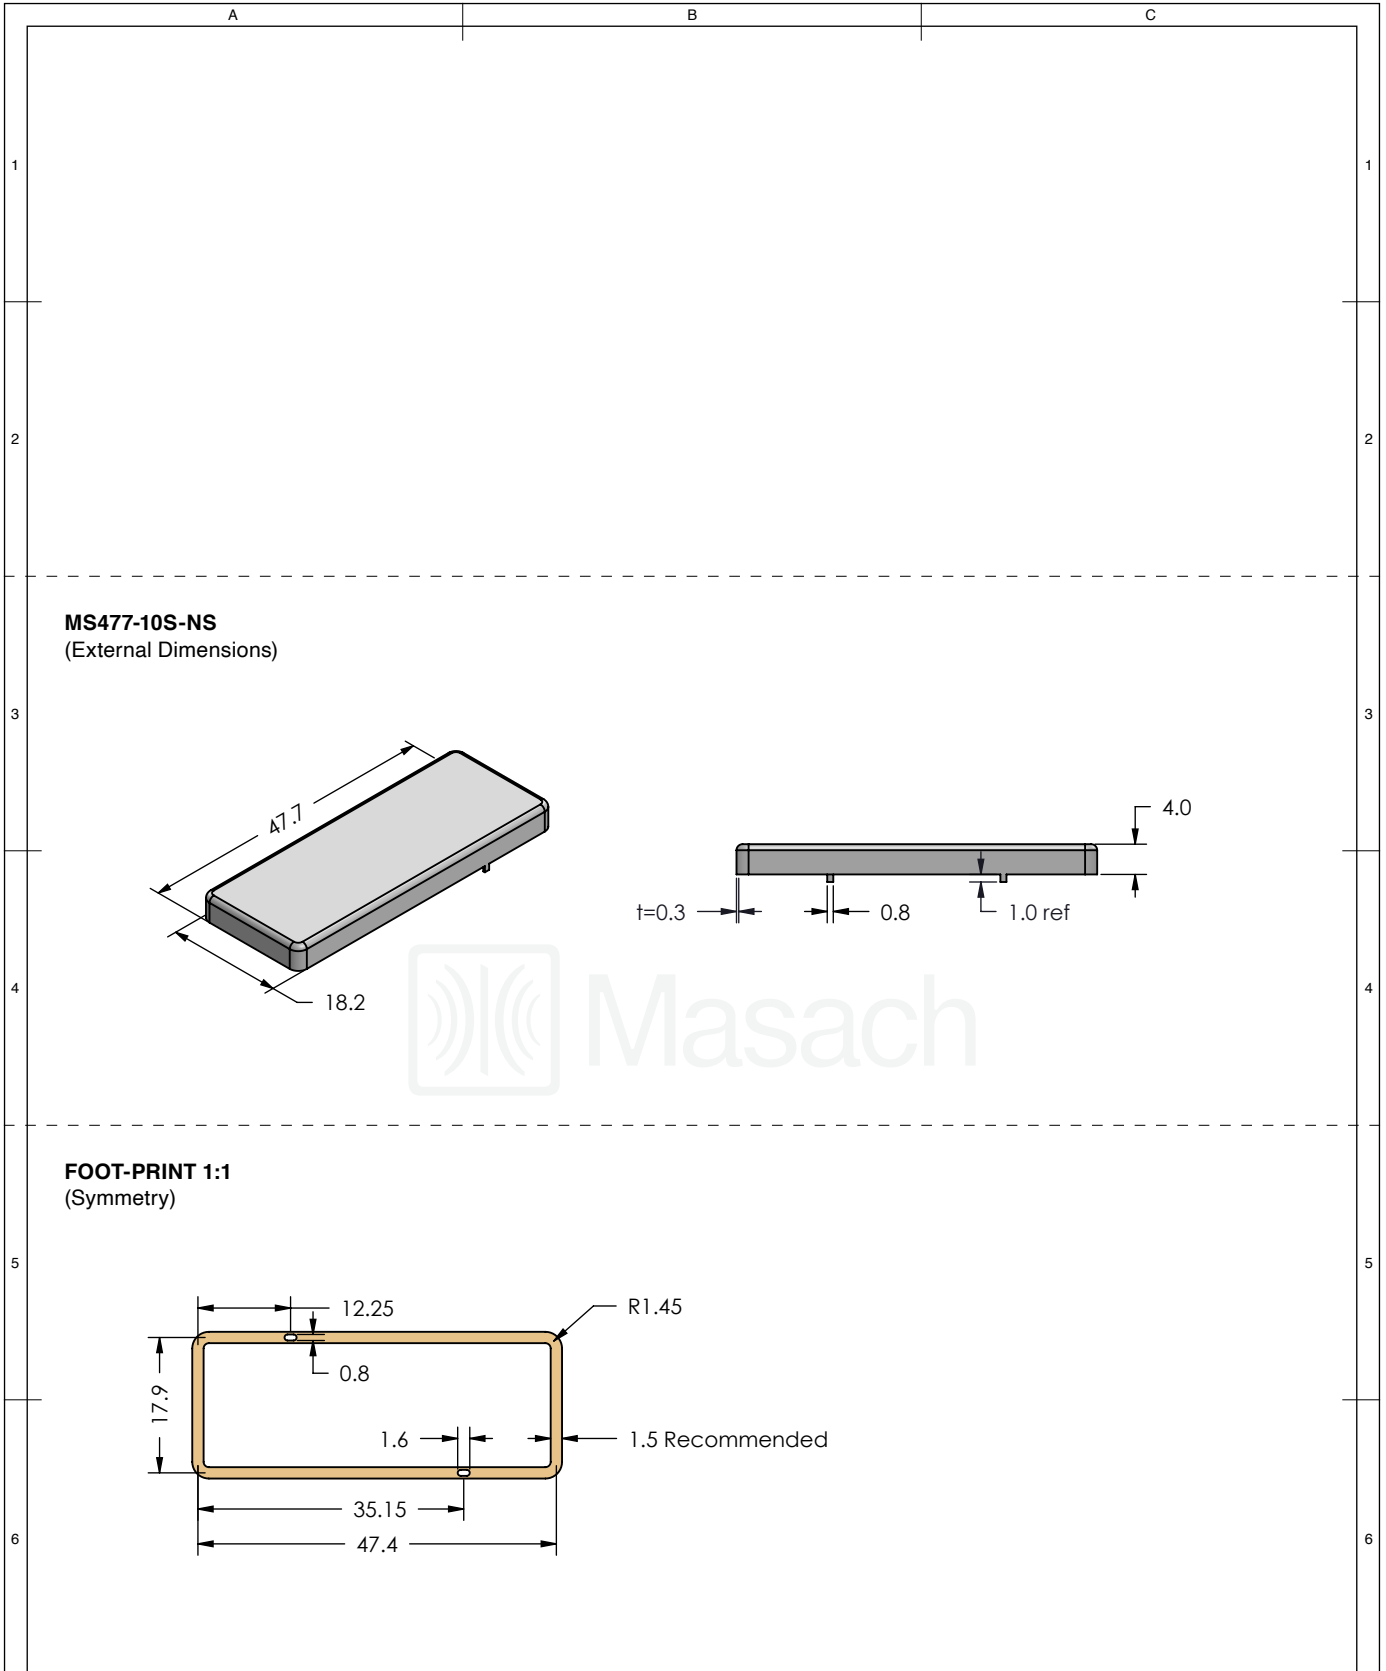 A B C
1 1
2 2
MS477-10S-NS
(External Dimensions)
3 3
47.7
18.2
4.0
t=0.3
0.8
1.0 ref
4 4
Masach
FOOT-PRINT 1:1
(Symmetry)
5 5
12.25
R1.45
0.8
17.9
1.6
1.5 Recommended
35.15
47.4
6 6